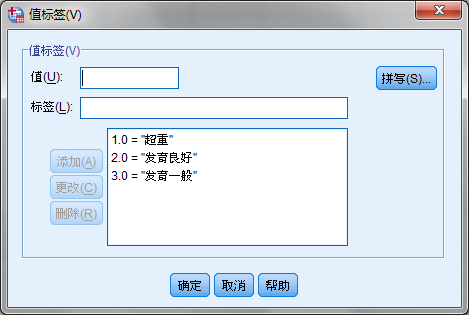 值标签(V)
值标签(V)
值(U):
拼写(S)...
标签(L):
添加(A)
更改(C)
删除(R)
1.0 = "超重"
2.0 = "发育良好"
3.0 = "发育一般"
确定 取消 帮助